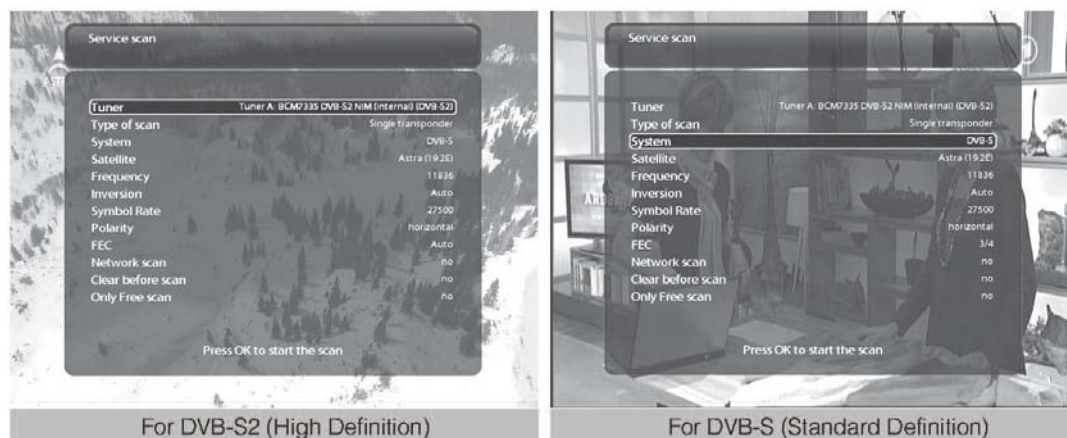 Service scan
Tuner Tuner A: BCM7335 DVB-S2 NIM (internal) (DVB-S2)
Type of scan Single transponder
System DVB-S
Satellite Astra (19.2E)
Frequency 11836
Inversion Auto
Symbol Rate 27500
Polarity horizontal
FEC Auto
Network scan no
Clear before scan no
Only Free scan no
Press OK to start the scan
For DVB-S2 (High Definition)
Service scan
Tuner Tuner A: BCM7335 DVB-S2 NIM (internal) (DVB-S2)
Type of scan Single transponder
System DVB-S
Satellite Astra (19.2E)
Frequency 11836
Inversion Auto
Symbol Rate 27500
Polarity horizontal
FEC 3/4
Network scan no
Clear before scan no
Only Free scan no
Press OK to start the scan
For DVB-S (Standard Definition)